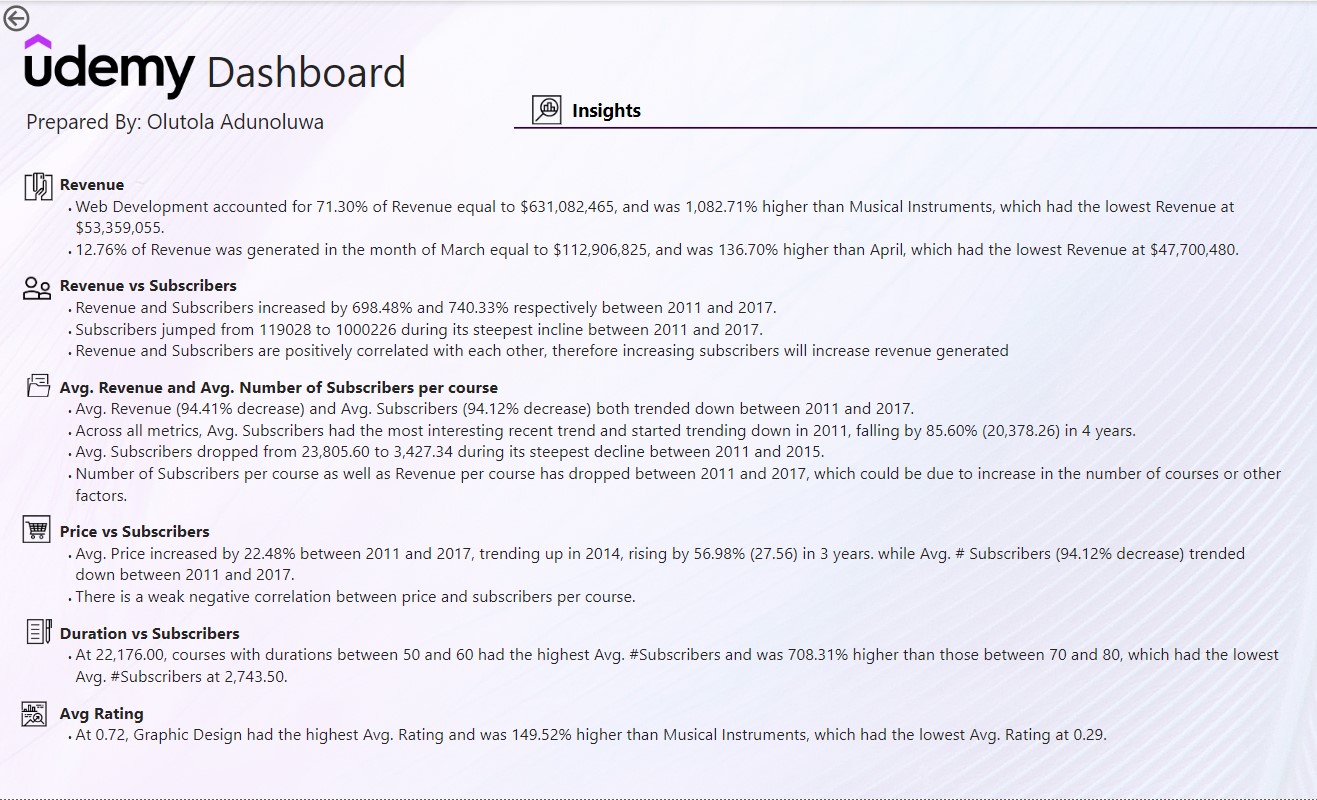 udemy Dashboard
Prepared By: Olutola Adunoluwa
Insights
Revenue
. Web Development accounted for 71.30% of Revenue equal to $631,082,465, and was 1,082.71% higher than Musical Instruments, which had the lowest Revenue at
$53,359,055.
. 12.76% of Revenue was generated in the month of March equal to $112,906,825, and was 136.70% higher than April, which had the lowest Revenue at $47,700,480.
Revenue vs Subscribers
. Revenue and Subscribers increased by 698.48% and 740.33% respectively between 2011 and 2017.
. Subscribers jumped from 119028 to 1000226 during its steepest incline between 2011 and 2017.
. Revenue and Subscribers are positively correlated with each other, therefore increasing subscribers will increase revenue generated
Avg. Revenue and Avg. Number of Subscribers per course
. Avg. Revenue (94.41% decrease) and Avg. Subscribers (94.12% decrease) both trended down between 2011 and 2017.
. Across all metrics, Avg. Subscribers had the most interesting recent trend and started trending down in 2011, falling by 85.60% (20,378.26) in 4 years.
. Avg. Subscribers dropped from 23,805.60 to 3,427.34 during its steepest decline between 2011 and 2015.
. Number of Subscribers per course as well as Revenue per course has dropped between 2011 and 2017, which could be due to increase in the number of courses or other
factors.
Price vs Subscribers
. Avg. Price increased by 22.48% between 2011 and 2017, trending up in 2014, rising by 56.98% (27.56) in 3 years. while Avg. # Subscribers (94.12% decrease) trended
down between 2011 and 2017.
. There is a weak negative correlation between price and subscribers per course.
Duration vs Subscribers
. At 22,176.00, courses with durations between 50 and 60 had the highest Avg. #Subscribers and was 708.31% higher than those between 70 and 80, which had the lowest
Avg. #Subscribers at 2,743.50.
Avg Rating
. At 0.72, Graphic Design had the highest Avg. Rating and was 149.52% higher than Musical Instruments, which had the lowest Avg. Rating at 0.29.